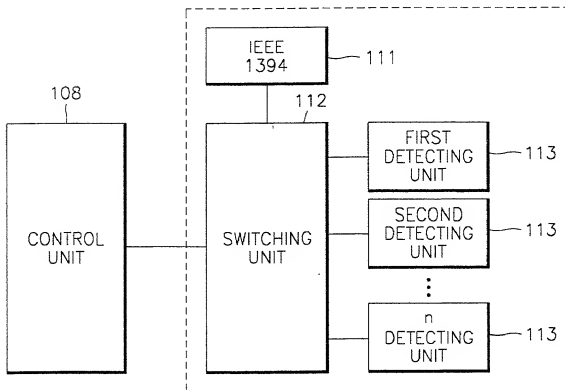 IEEE
1394
111
112
108
CONTROL
UNIT
SWITCHING
UNIT
FIRST
DETECTING
UNIT
113
SECOND
DETECTING
UNIT
113
n
DETECTING
UNIT
113